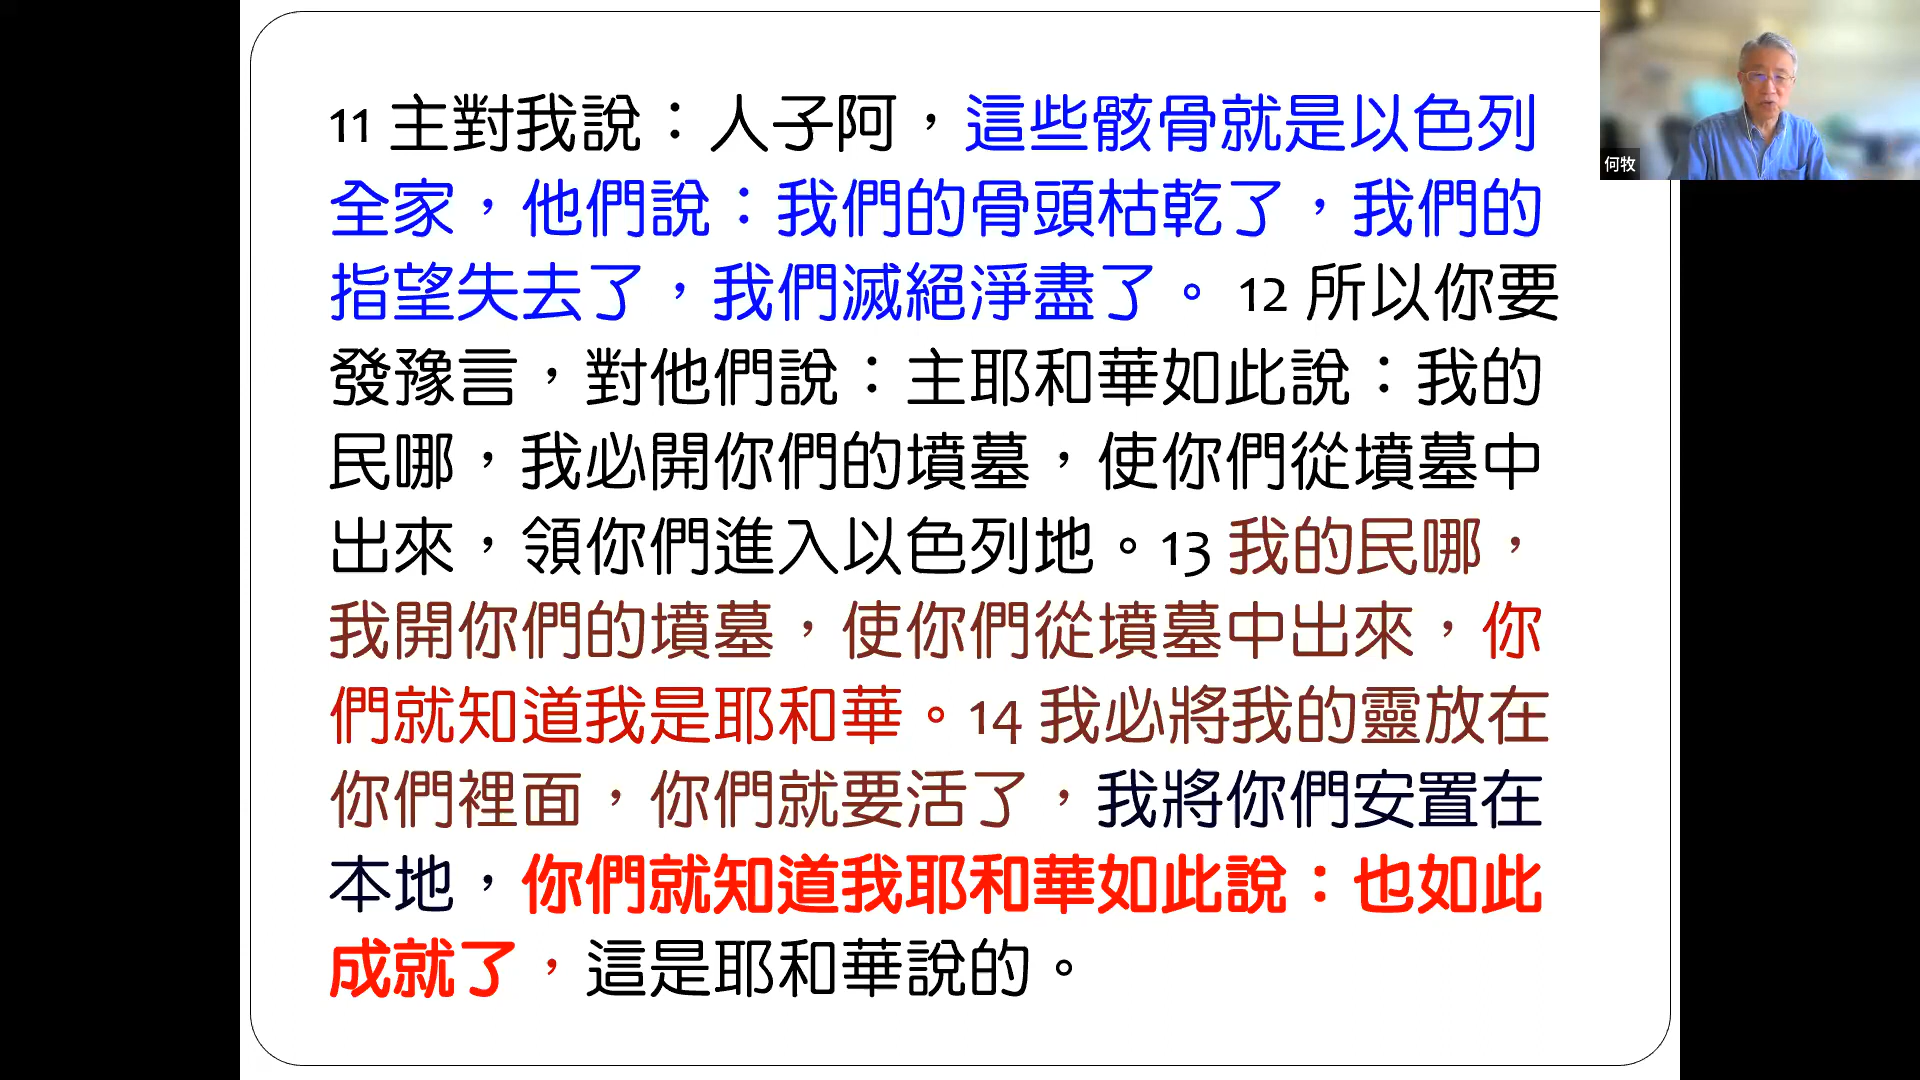 11 主對我說：人子阿，這些骸骨就是以色列
全家，他們說：我們的骨頭枯乾了，我們的
指望失去了，我們滅絕淨盡了。 12 所以你要
發豫言，對他們說：主耶和華如此說：我的
民哪，我必開你們的墳墓，使你們從墳墓中
出來，領你們進入以色列地。13 我的民哪，
我開你們的墳墓，使你們從墳墓中出來，你
們就知道我是耶和華。14 我必將我的靈放在
你們裡面，你們就要活了，我將你們安置在
本地，你們就知道我耶和華如此說：也如此
成就了，這是耶和華說的。
何牧